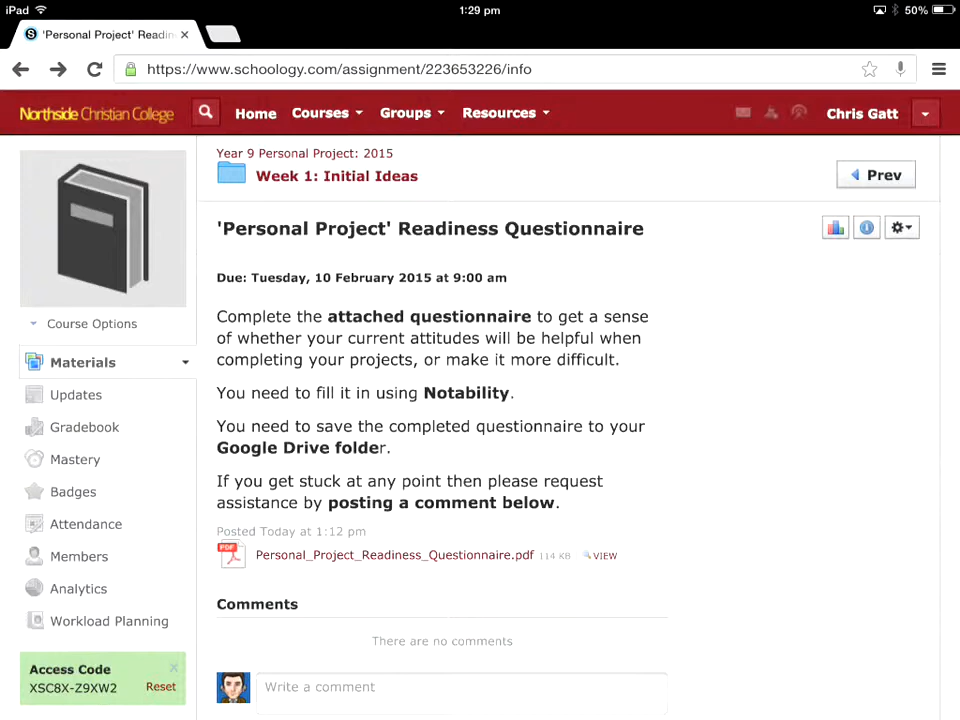 iPad
1:29 pm
50%
'Personal Project' Readin
https://www.schoology.com/assignment/223653226/info
Northside Christian College
Home Courses Groups Resources
Chris Gatt
Year 9 Personal Project: 2015
Week 1: Initial Ideas
Prev
'Personal Project' Readiness Questionnaire
Due: Tuesday, 10 February 2015 at 9:00 am
Complete the attached questionnaire to get a sense
of whether your current attitudes will be helpful when
completing your projects, or make it more difficult.
You need to fill it in using Notability.
You need to save the completed questionnaire to your
Google Drive folder.
If you get stuck at any point then please request
assistance by posting a comment below.
Posted Today at 1:12 pm
PDF
Personal_Project_Readiness_Questionnaire.pdf 114 KB VIEW
Comments
There are no comments
Write a comment
Course Options
Materials
Updates
Gradebook
Mastery
Badges
Attendance
Members
Analytics
Workload Planning
Access Code
XSC8X-Z9XW2 Reset